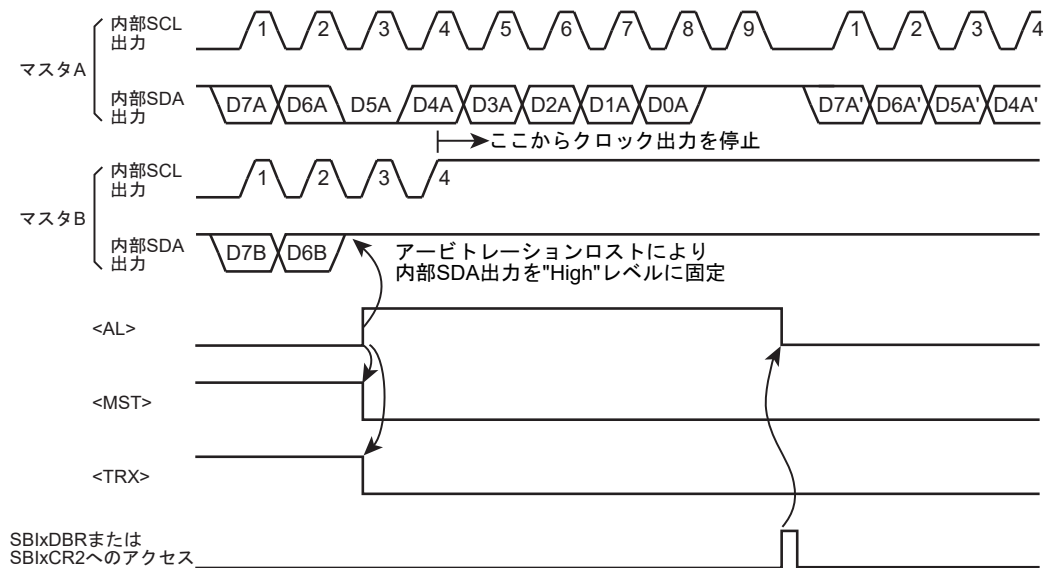 マスタA
内部SCL
出力
1 2 3 4 5 6 7 8 9 1 2 3 4
内部SDA
出力
D7A D6A D5A D4A D3A D2A D1A D0A D7A' D6A' D5A' D4A'
ここからクロック出力を停止
マスタB
内部SCL
出力
1 2 3 4
内部SDA
出力
D7B D6B
アービトレーションロストにより
内部SDA出力を"High"レベルに固定
<AL>
<MST>
<TRX>
SBIxDBRまたは
SBIxCR2へのアクセス